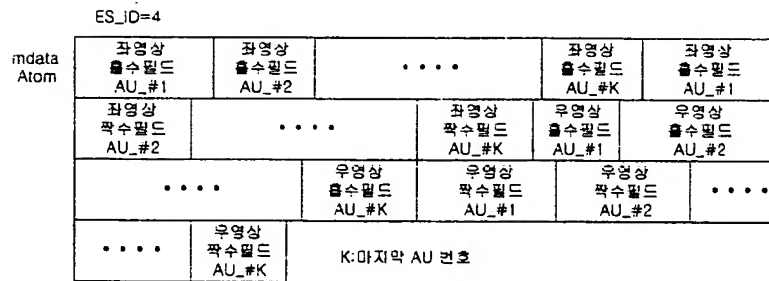 ES_ID=4
mdata
Atom
좌영상
홀수필드
AU_#1
좌영상
홀수필드
AU_#2
• • • •
좌영상
홀수필드
AU_#K
좌영상
홀수필드
AU_#1
좌영상
짝수필드
AU_#2
• • • •
좌영상
짝수필드
AU_#K
우영상
홀수필드
AU_#1
우영상
홀수필드
AU_#2
• • • •
우영상
홀수필드
AU_#K
우영상
짝수필드
AU_#1
우영상
짝수필드
AU_#2
• • • •
• • • •
우영상
짝수필드
AU_#K
K:마지막 AU 번호